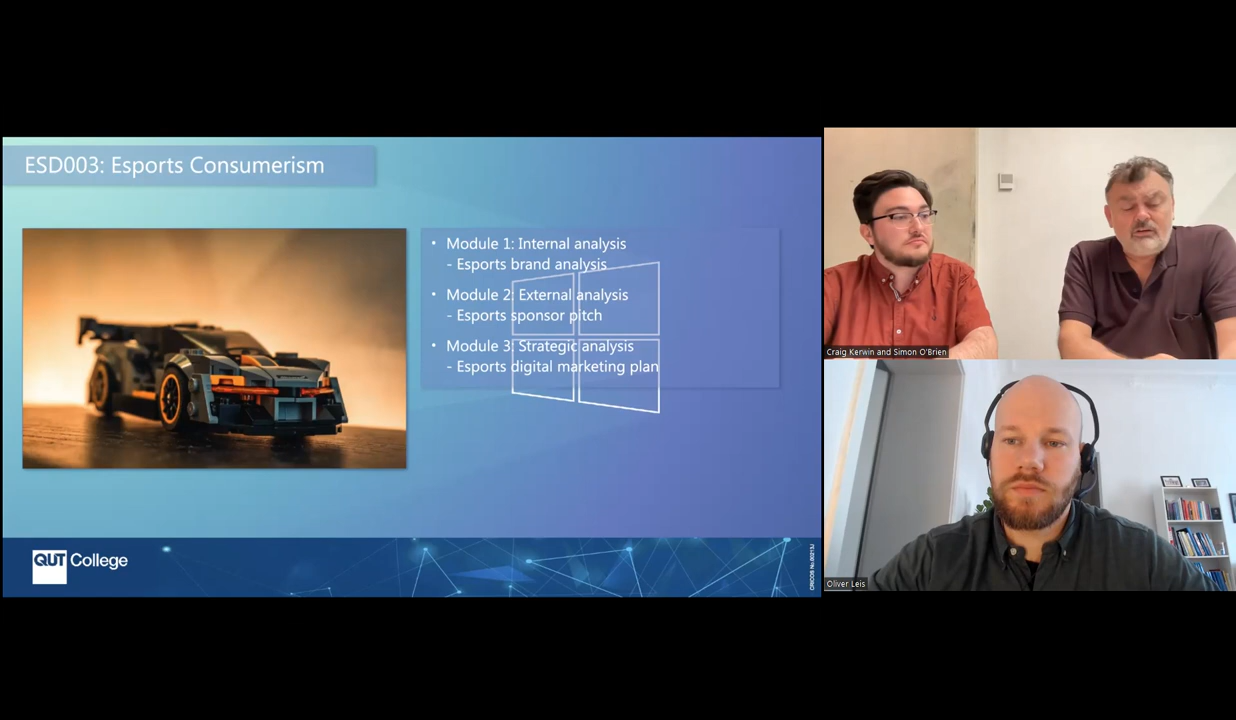 ESD003: Esports Consumerism
• Module 1: Internal analysis
- Esports brand analysis
• Module 2: External analysis
- Esports sponsor pitch
• Module 3: Strategic analysis
- Esports digital marketing plan
QUT College
Craig Kerwin and Simon O'Brien
Oliver Leis